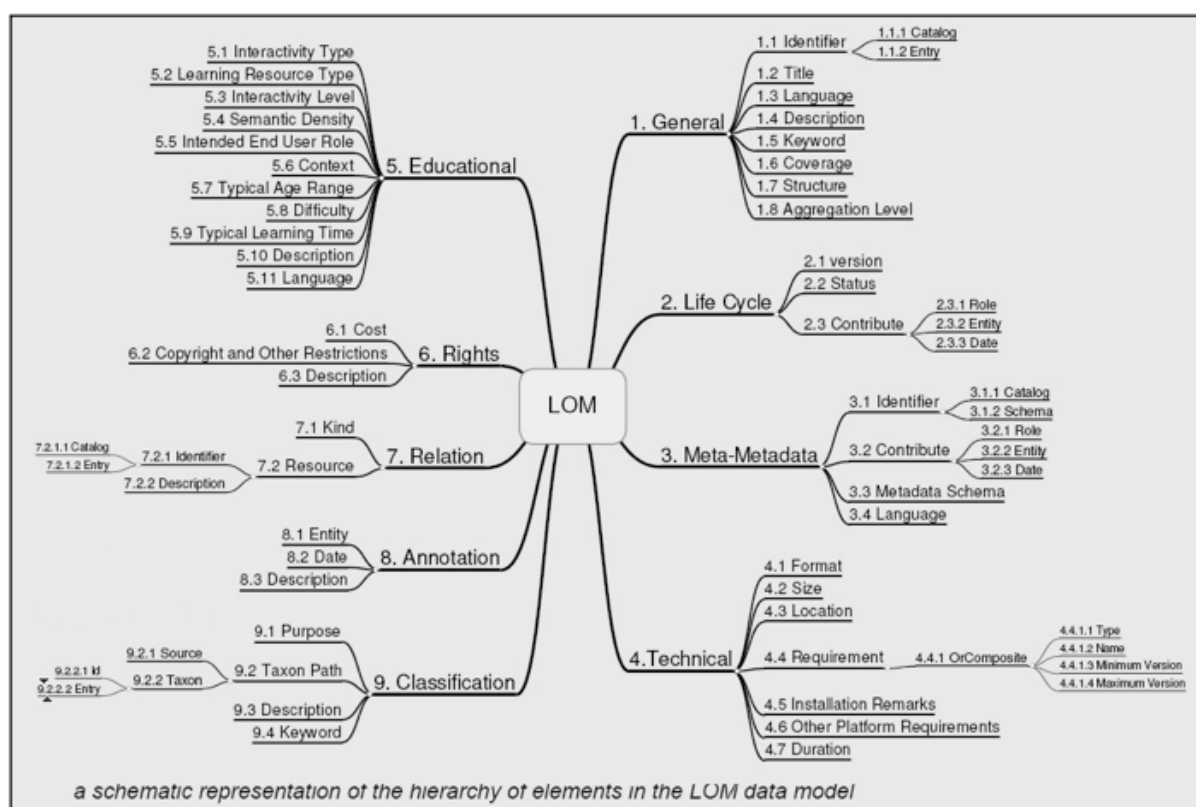 LOM
1. General
1.1 Identifier
1.1.1 Catalog
1.1.2 Entry
1.2 Title
1.3 Language
1.4 Description
1.5 Keyword
1.6 Coverage
1.7 Structure
1.8 Aggregation Level
2. Life Cycle
2.1 version
2.2 Status
2.3 Contribute
2.3.1 Role
2.3.2 Entity
2.3.3 Date
3. Meta-Metadata
3.1 Identifier
3.1.1 Catalog
3.1.2 Schema
3.2 Contribute
3.2.1 Role
3.2.2 Entity
3.2.3 Date
3.3 Metadata Schema
3.4 Language
4.Technical
4.1 Format
4.2 Size
4.3 Location
4.4 Requirement
4.4.1 OrComposite
4.4.1.1 Type
4.4.1.2 Name
4.4.1.3 Minimum Version
4.4.1.4 Maximum Version
4.5 Installation Remarks
4.6 Other Platform Requirements
4.7 Duration
5. Educational
5.1 Interactivity Type
5.2 Learning Resource Type
5.3 Interactivity Level
5.4 Semantic Density
5.5 Intended End User Role
5.6 Context
5.7 Typical Age Range
5.8 Difficulty
5.9 Typical Learning Time
5.10 Description
5.11 Language
6. Rights
6.1 Cost
6.2 Copyright and Other Restrictions
6.3 Description
7. Relation
7.1 Kind
7.2 Resource
7.2.1 Identifier
7.2.1.1 Catalog
7.2.1.2 Entry
7.2.2 Description
8. Annotation
8.1 Entity
8.2 Date
8.3 Description
9. Classification
9.1 Purpose
9.2 Taxon Path
9.2.1 Source
9.2.2 Taxon
9.2.2.1 Id
9.2.2.2 Entry
9.3 Description
9.4 Keyword
a schematic representation of the hierarchy of elements in the LOM data model